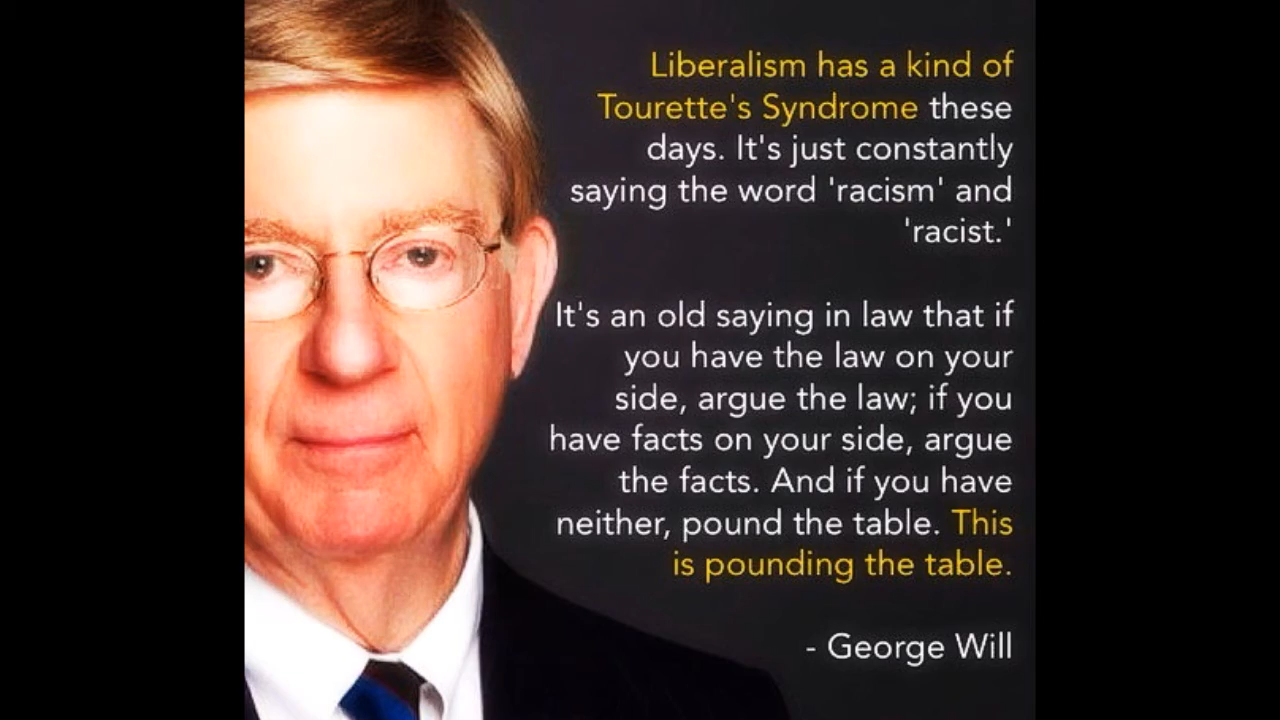 Liberalism has a kind of
Tourette's Syndrome these
days. It's just constantly
saying the word 'racism' and
'racist.'
It's an old saying in law that if
you have the law on your
side, argue the law; if you
have facts on your side, argue
the facts. And if you have
neither, pound the table. This
is pounding the table.
- George Will